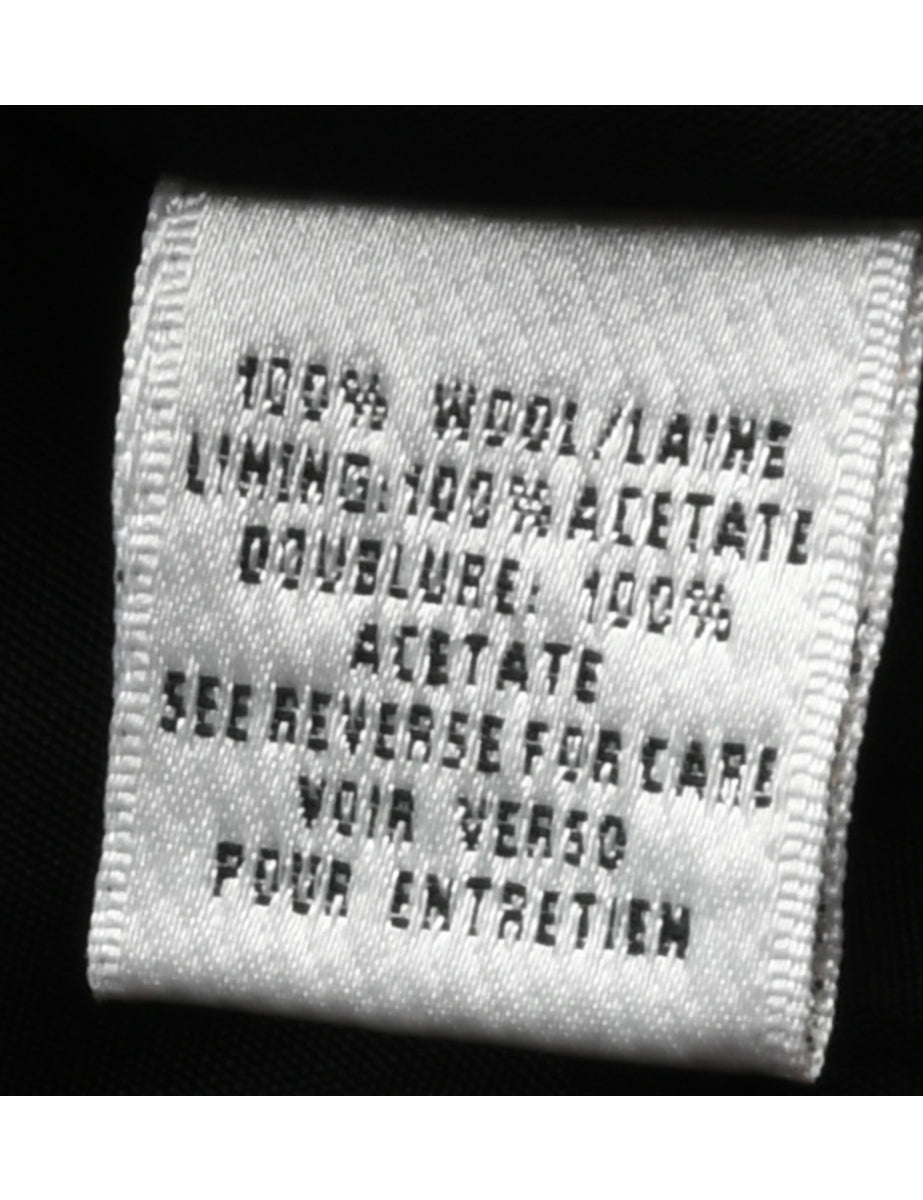 100% WOOL/LAINE
LINING:100% ACETATE
DOUBLURE: 100%
ACETATE
SEE REVERSE FOR CARE
VOIR VERSO
POUR ENTRETIEN